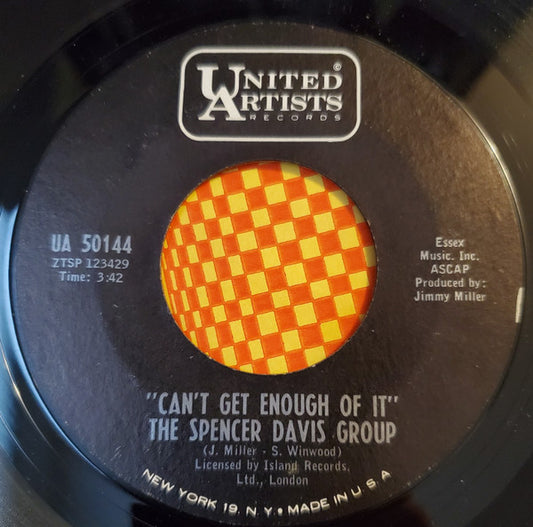 UNITED ©
ARTISTS
RECORDS
UA 50144
ZTSP 123429
Time: 3:42
Essex
Music. Inc.
ASCAP
Produced by:
Jimmy Miller
"CAN'T GET ENOUGH OF IT"
THE SPENCER DAVIS GROUP
(J. Miller - S. Winwood)
Licensed by Island Records,
Ltd., London
NEW YORK 19, N.Y. • MADE IN U S A